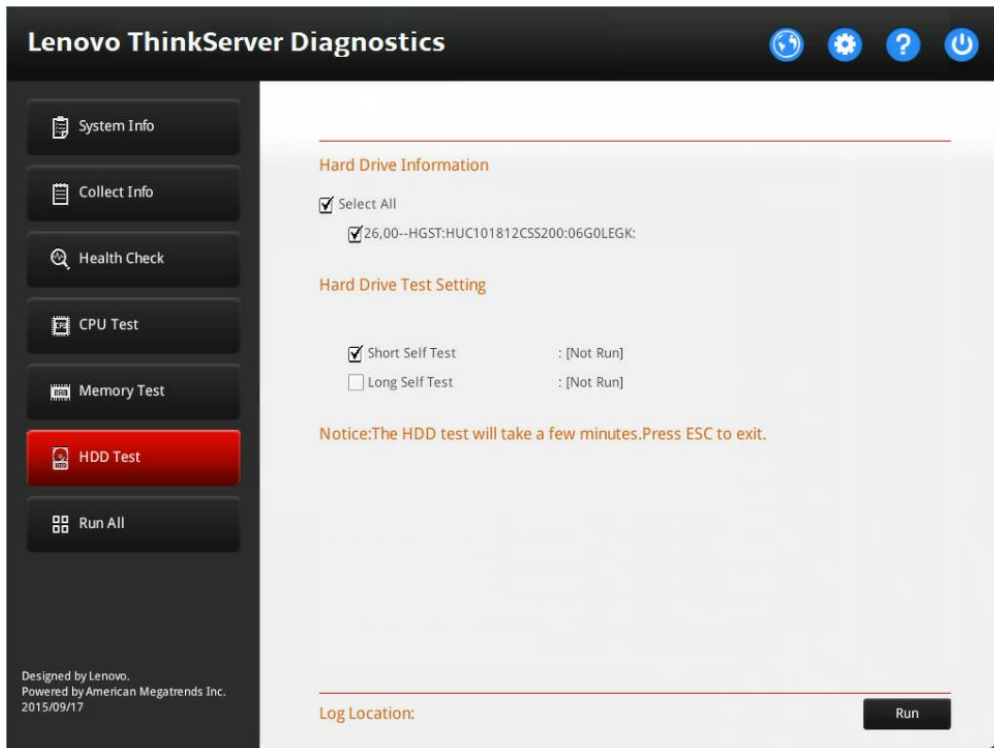 Lenovo ThinkServer Diagnostics
System Info
Collect Info
Health Check
CPU Test
Memory Test
HDD Test
Run All
Designed by Lenovo.
Powered by American Megatrends Inc.
2015/09/17
Hard Drive Information
Select All
26,00--HGST:HUC101812CSS200:06G0LEGK:
Hard Drive Test Setting
Short Self Test : [Not Run]
Long Self Test : [Not Run]
Notice:The HDD test will take a few minutes.Press ESC to exit.
Log Location:
Run